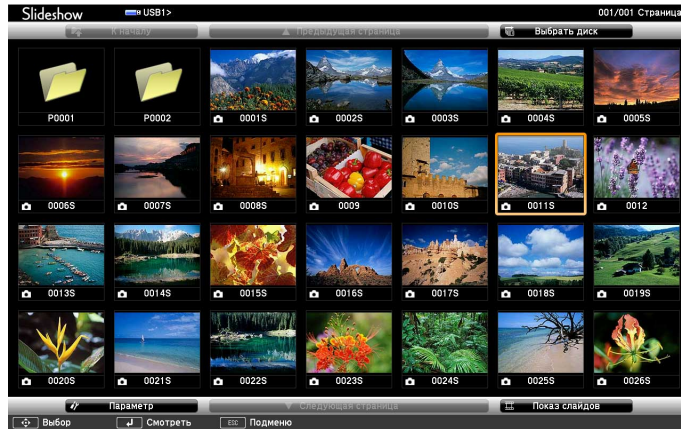 Slideshow USB1> 001/001 Страница
К началу ▲ Предыдущая страница Выбрать диск
P0001 P0002 0001S 0002S 0003S 0004S 0005S
0006S 0007S 0008S 0009 0010S 0011S 0012
0013S 0014S 0015S 0016S 0017S 0018S 0019S
0020S 0021S 0022S 0023S 0024S 0025S 0026S
Параметр ▼ Следующая страница Показ слайдов
Выбор Смотреть ESC Подменю